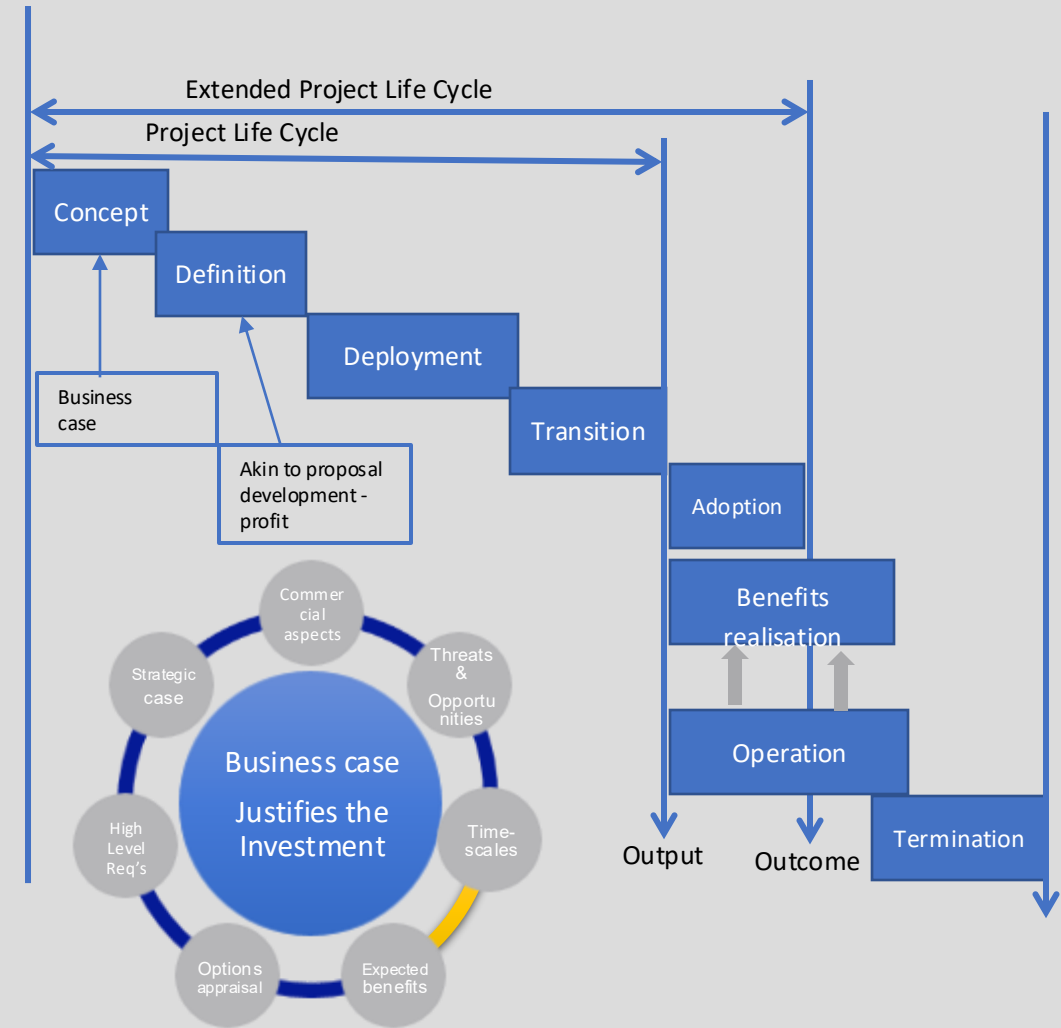 Extended Project Life Cycle
Project Life Cycle
Concept
Definition
Deployment
Transition
Business
case
Akin to proposal
development -
profit
Adoption
Benefits
realisation
Operation
Termination
Output
Outcome
Commer
cial
aspects
Threats
&
Opportu
nities
Time-
scales
Expected
benefits
Options
appraisal
High
Level
Req's
Strategic
case
Business case
Justifies the
Investment